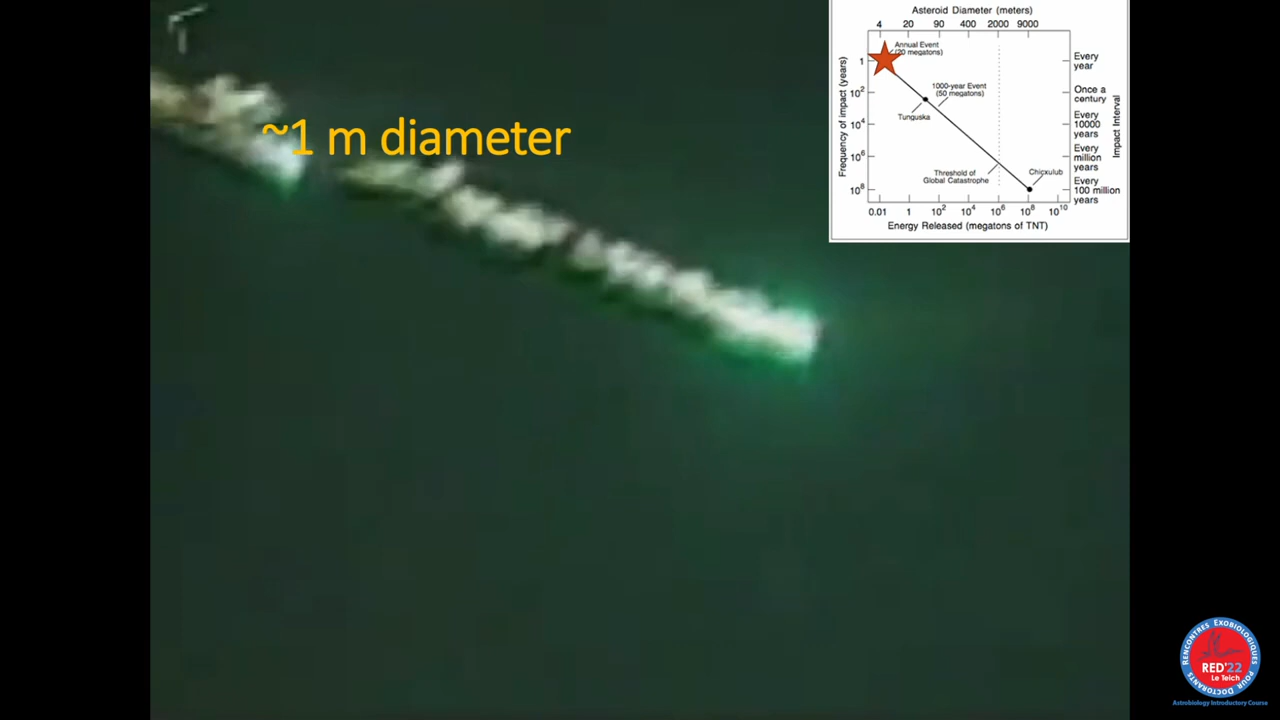 ~1 m diameter
Asteroid Diameter (meters)
4 20 90 400 2000 9000
Annual Event
(20 megatons)
1000-year Event
(50 megatons)
Tunguska
Threshold of
Global Catastrophe
Chicxulub
Frequency of impact (years)
1
10²
10⁴
10⁶
10⁸
Every
year
Once a
century
Every
10000
years
Every
million
years
Every
100 million
years
Impact Interval
0.01 1 10² 10⁴ 10⁶ 10⁸ 10¹⁰
Energy Released (megatons of TNT)
RENCONTRES EXOBIOLOGIQUES
POUR DOCTORANTS
RED'22
Le Teich
Astrobiology Introductory Course